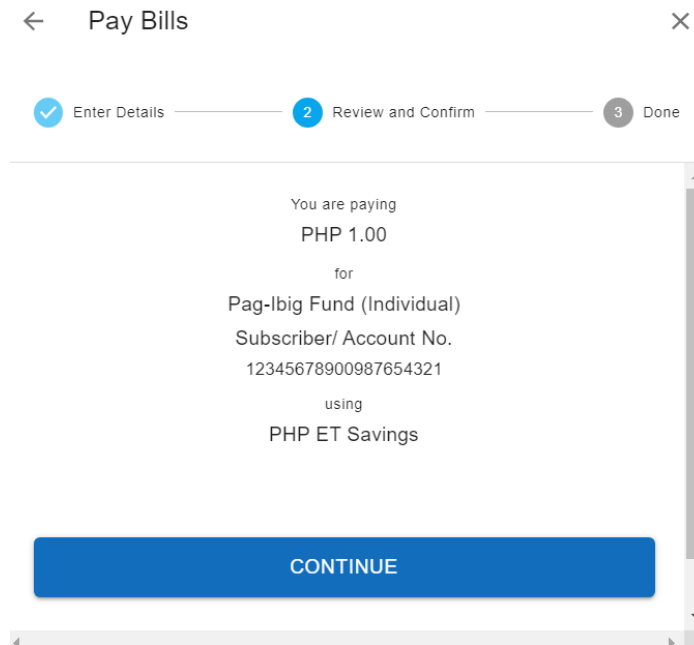 Pay Bills
Enter Details 2 Review and Confirm 3 Done
You are paying
PHP 1.00
for
Pag-Ibig Fund (Individual)
Subscriber/ Account No.
12345678900987654321
using
PHP ET Savings
CONTINUE